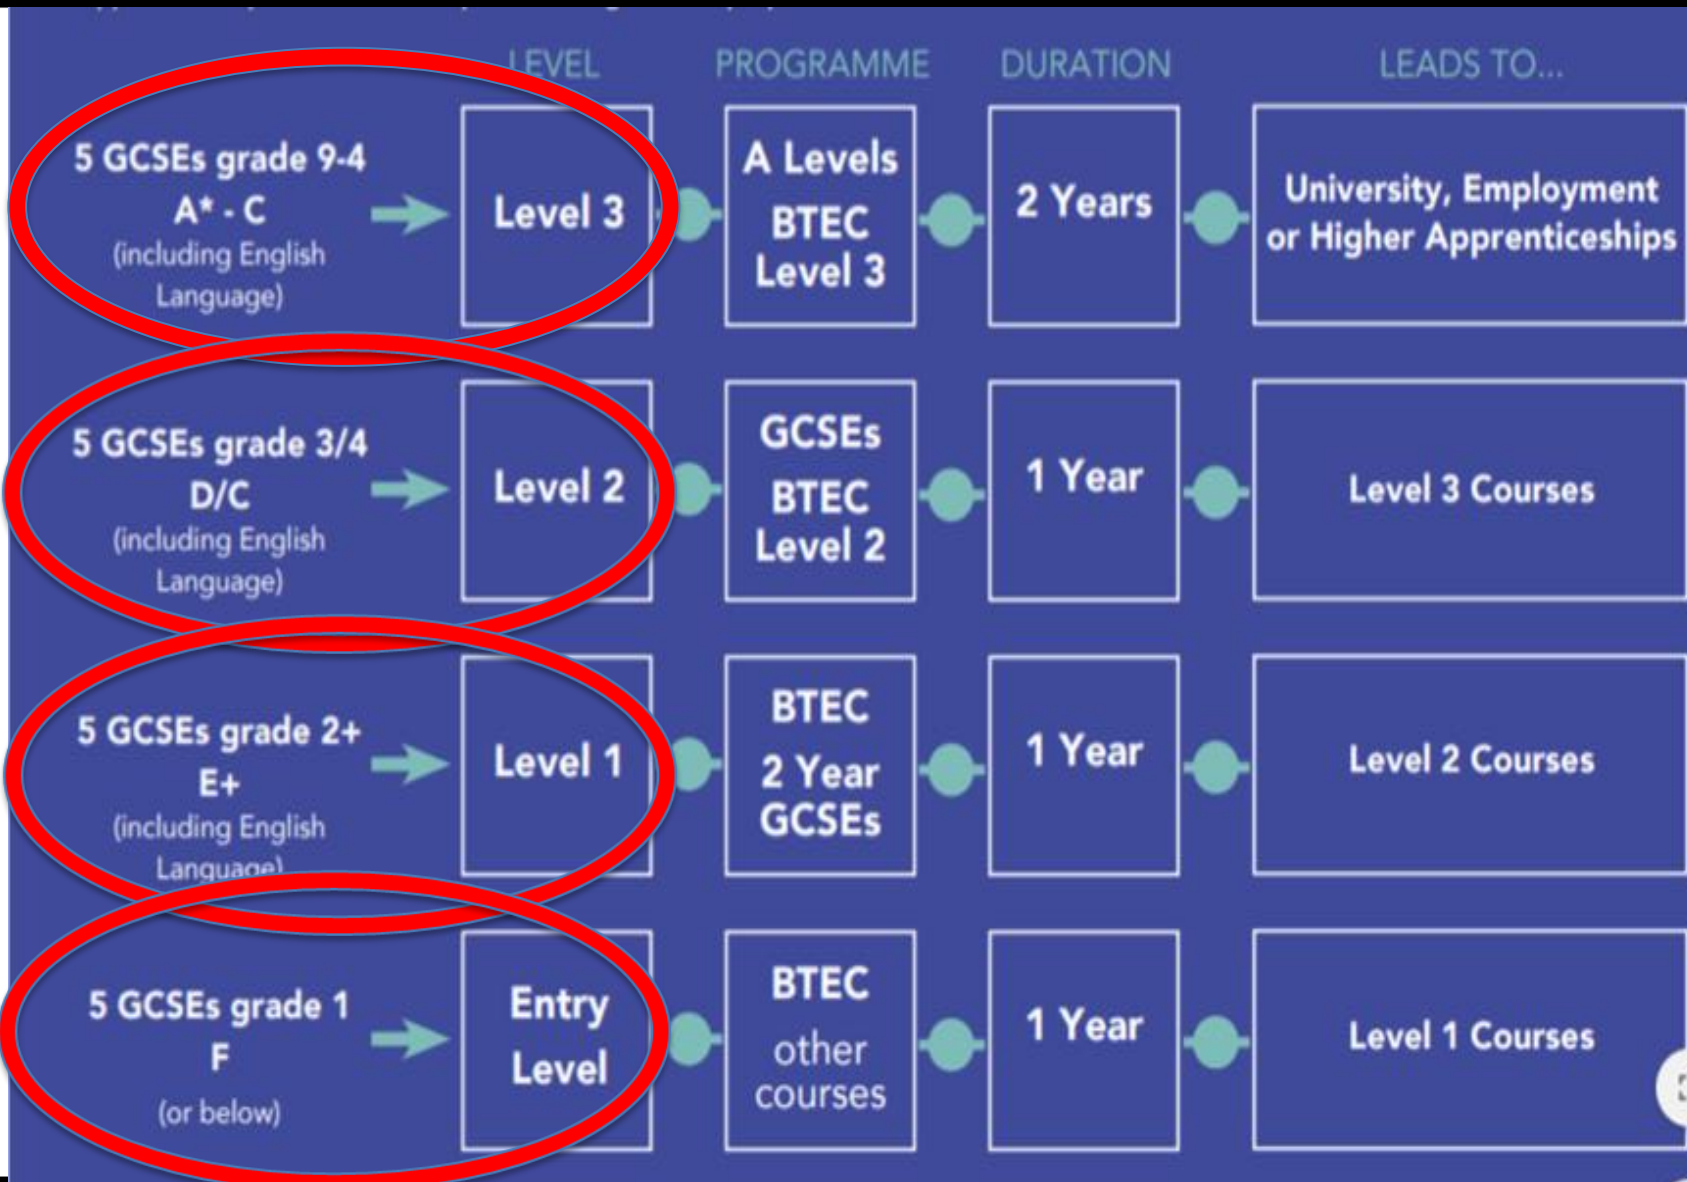 LEVEL PROGRAMME DURATION LEADS TO...
5 GCSEs grade 9-4
A* - C
(including English
Language)
Level 3
A Levels
BTEC
Level 3
2 Years
University, Employment
or Higher Apprenticeships
5 GCSEs grade 3/4
D/C
(including English
Language)
Level 2
GCSEs
BTEC
Level 2
1 Year
Level 3 Courses
5 GCSEs grade 2+
E+
(including English
Language)
Level 1
BTEC
2 Year
GCSEs
1 Year
Level 2 Courses
5 GCSEs grade 1
F
(or below)
Entry
Level
BTEC
other
courses
1 Year
Level 1 Courses